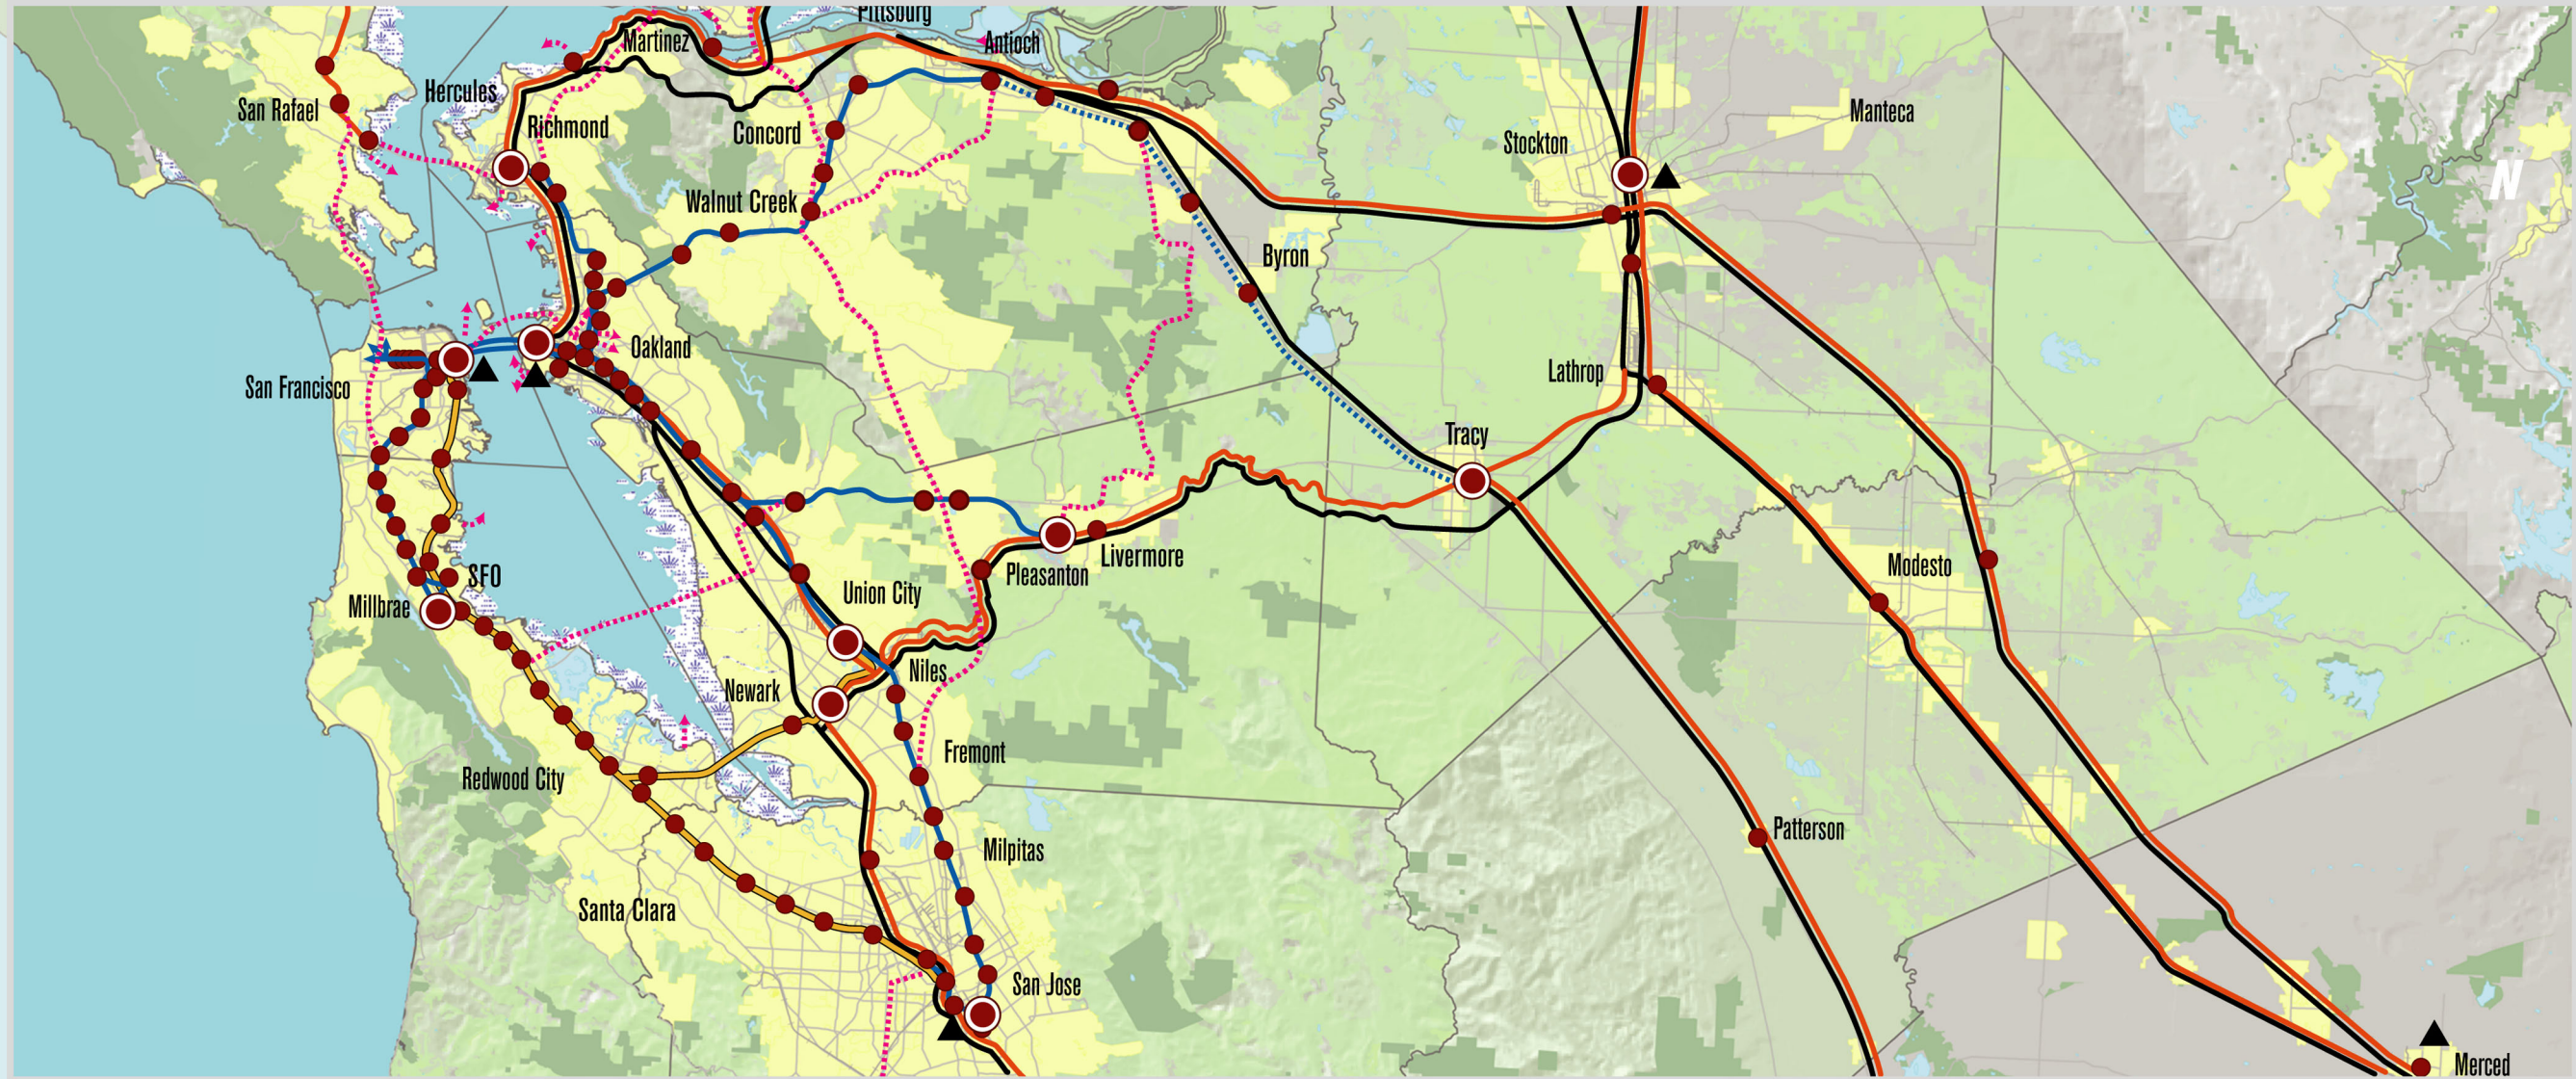 Pittsburg
Martinez
Antioch
Hercules
San Rafael
Manteca
Richmond
Concord
Stockton
N
Walnut Creek
Byron
Oakland
Lathrop
San Francisco
Tracy
Livermore
Modesto
SFO
Pleasanton
Union City
Millbrae
Niles
Newark
Fremont
Redwood City
Patterson
Milpitas
Santa Clara
San Jose
Merced